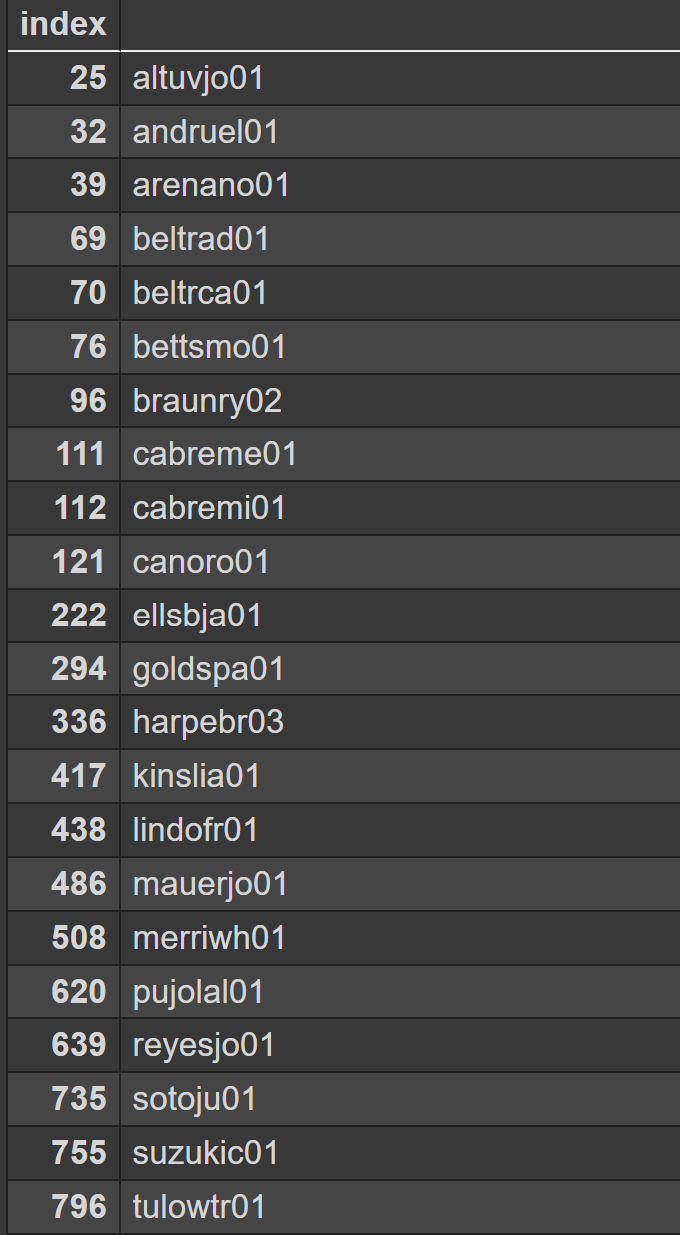 index
25 altuvjo01
32 andruel01
39 arenano01
69 beltrad01
70 beltrca01
76 bettsmo01
96 braunry02
111 cabreme01
112 cabremi01
121 canoro01
222 ellsbja01
294 goldspa01
336 harpebr03
417 kinslia01
438 lindofr01
486 mauerjo01
508 merriwh01
620 pujolal01
639 reyesjo01
735 sotoju01
755 suzukic01
796 tulowtr01